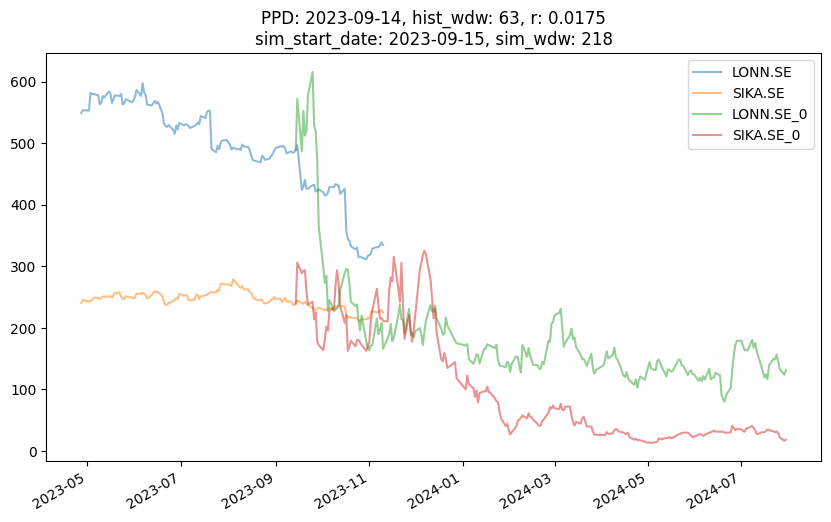 PPD: 2023-09-14, hist_wdw: 63, r: 0.0175
sim_start_date: 2023-09-15, sim_wdw: 218
LONN.SE
SIKA.SE
LONN.SE_0
SIKA.SE_0
600
500
400
300
200
100
0
2023-05
2023-07
2023-09
2023-11
2024-01
2024-03
2024-05
2024-07